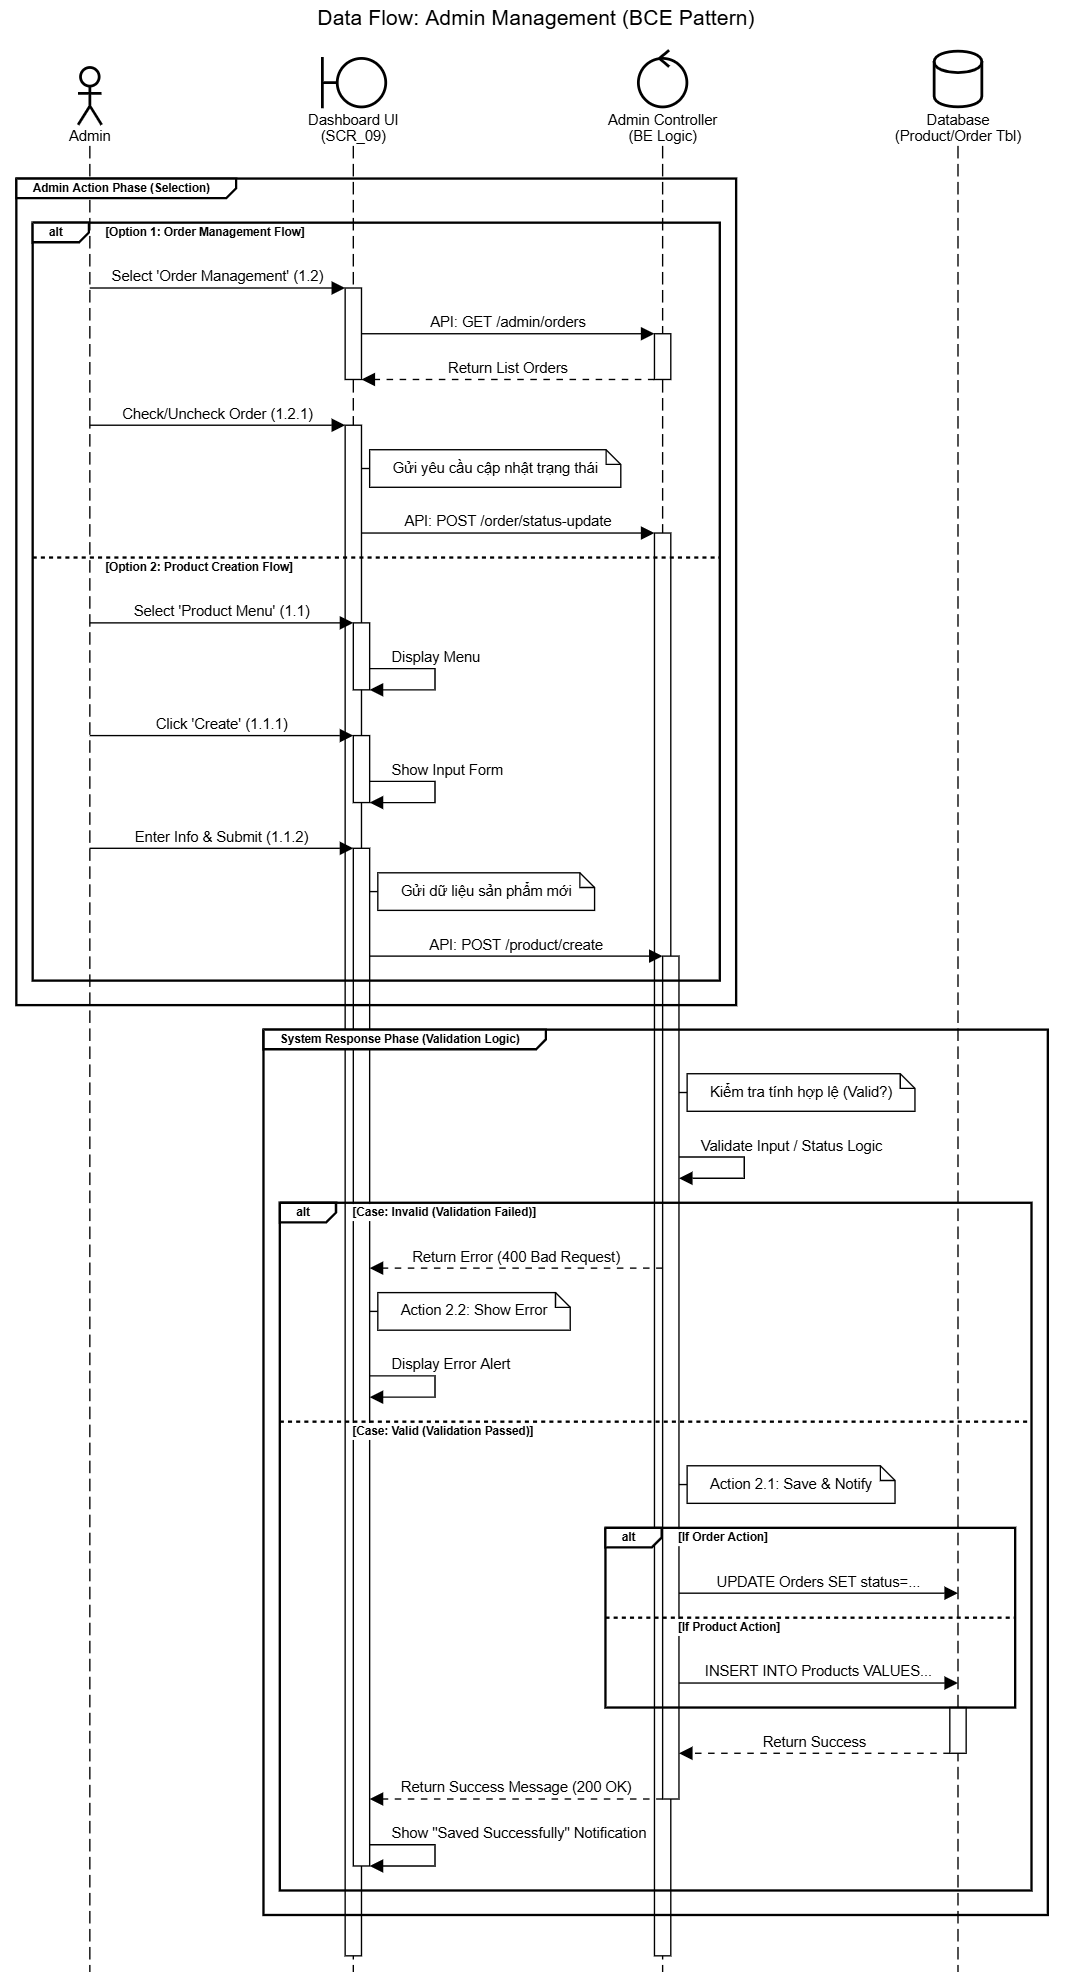 Data Flow: Admin Management (BCE Pattern)
Admin
Dashboard UI
(SCR_09)
Admin Controller
(BE Logic)
Database
(Product/Order Tbl)
Admin Action Phase (Selection)
alt
[Option 1: Order Management Flow]
Select 'Order Management' (1.2)
API: GET /admin/orders
Return List Orders
Check/Uncheck Order (1.2.1)
Gửi yêu cầu cập nhật trạng thái
API: POST /order/status-update
[Option 2: Product Creation Flow]
Select 'Product Menu' (1.1)
Display Menu
Click 'Create' (1.1.1)
Show Input Form
Enter Info & Submit (1.1.2)
Gửi dữ liệu sản phẩm mới
API: POST /product/create
System Response Phase (Validation Logic)
Kiểm tra tính hợp lệ (Valid?)
Validate Input / Status Logic
alt
[Case: Invalid (Validation Failed)]
Return Error (400 Bad Request)
Action 2.2: Show Error
Display Error Alert
[Case: Valid (Validation Passed)]
Action 2.1: Save & Notify
alt
[If Order Action]
UPDATE Orders SET status=...
[If Product Action]
INSERT INTO Products VALUES...
Return Success
Return Success Message (200 OK)
Show "Saved Successfully" Notification